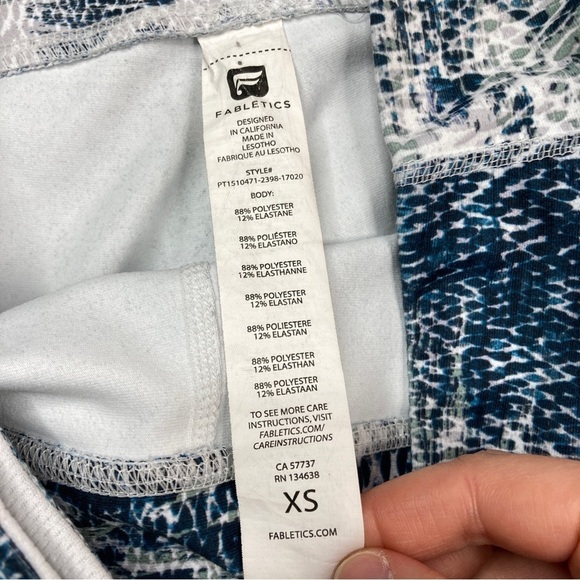 FABLETICS
DESIGNED
IN CALIFORNIA
MADE IN
LESOTHO
FABRIQUE AU LESOTHO
STYLE#
PT1510471-2398-17020
BODY:
88% POLYESTER
12% ELASTANE
88% POLIÉSTER
12% ELASTANO
88% POLYESTER
12% ELASTHANNE
88% POLYESTER
12% ELASTAN
88% POLIESTERE
12% ELASTAN
88% POLYESTER
12% ELASTHAN
88% POLYESTER
12% ELASTAAN
TO SEE MORE CARE
INSTRUCTIONS, VISIT
FABLETICS.COM/
CAREINSTRUCTIONS
CA 57737
RN 134638
XS
FABLETICS.COM